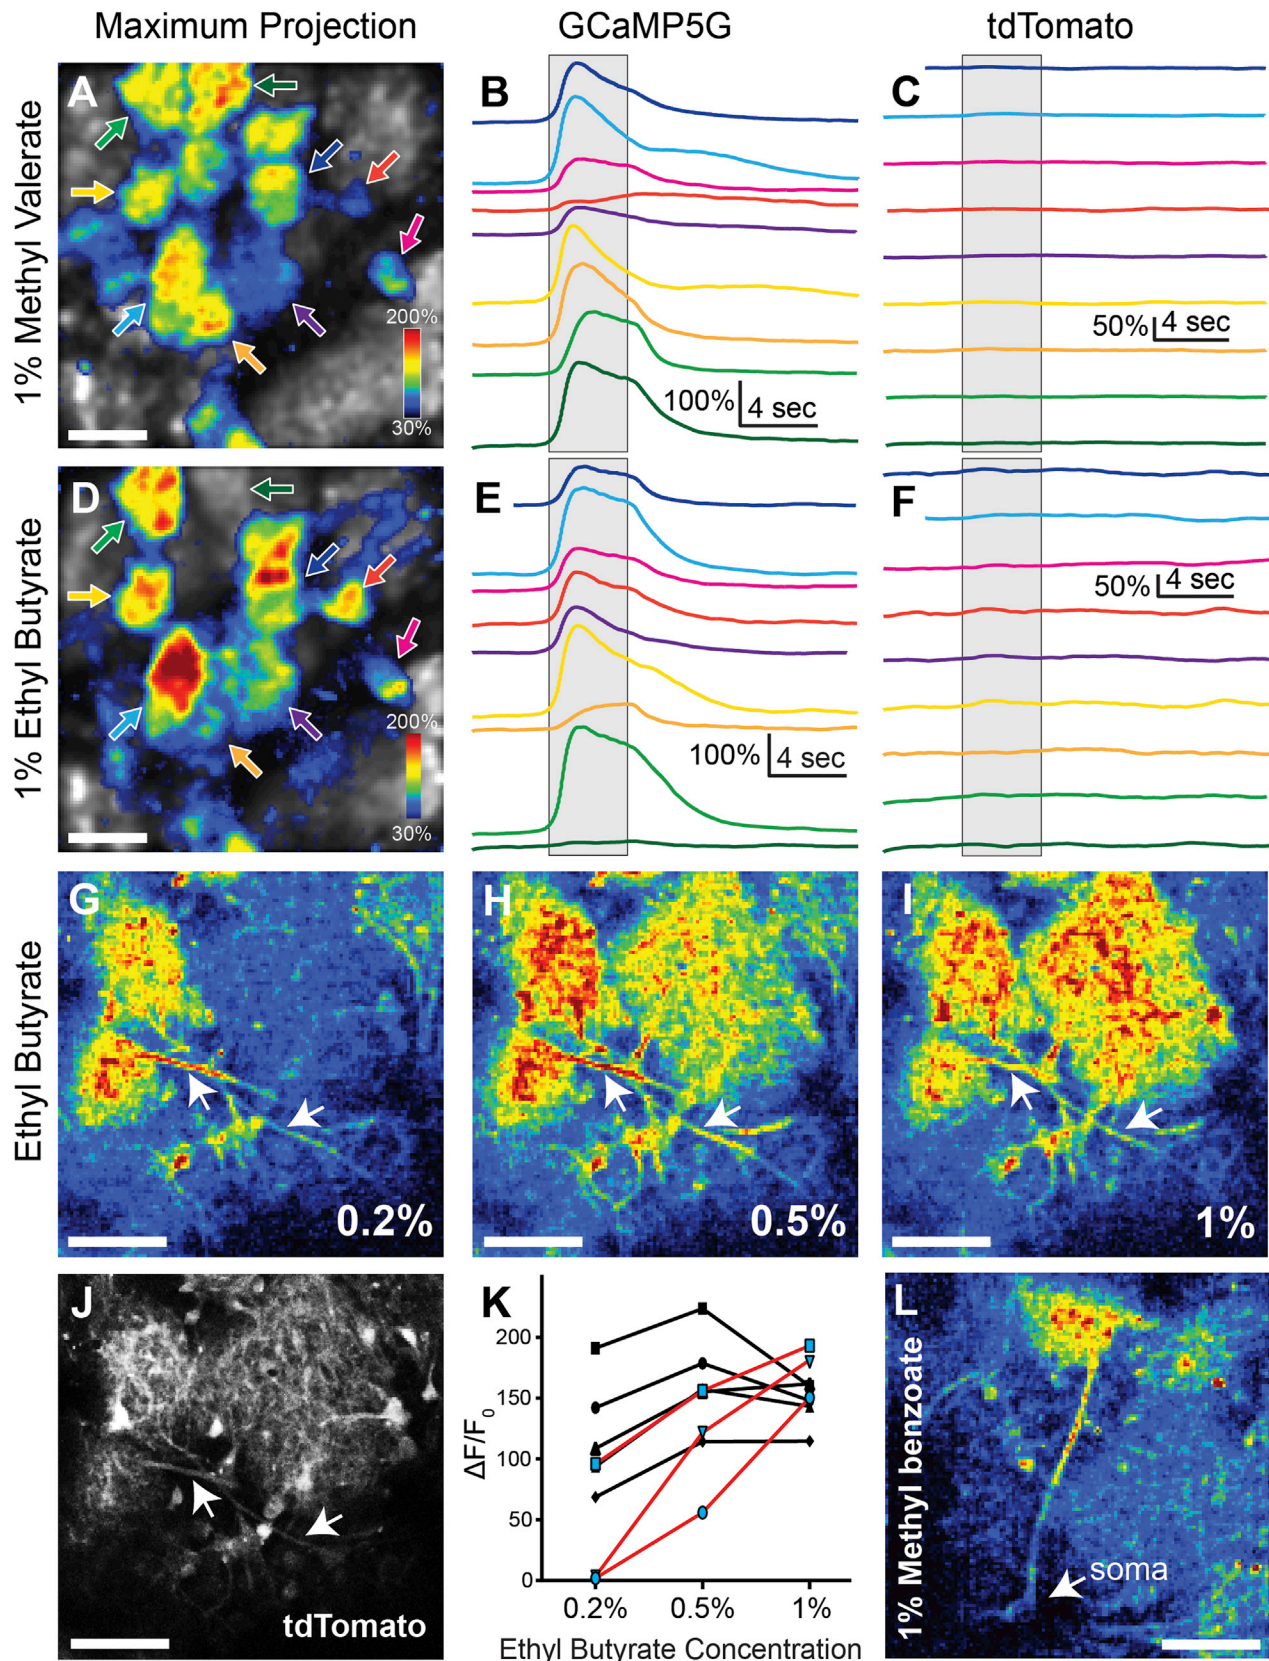 Maximum Projection
GCaMP5G
tdTomato
1% Methyl Valerate
A
200%
30%
B
100%
4 sec
C
50%
4 sec
1% Ethyl Butyrate
D
200%
30%
E
100%
4 sec
F
50%
4 sec
Ethyl Butyrate
G
0.2%
H
0.5%
I
1%
J
tdTomato
K
ΔF/F0
200
150
100
50
0
0.2%
0.5%
1%
Ethyl Butyrate Concentration
L
1% Methyl benzoate
soma